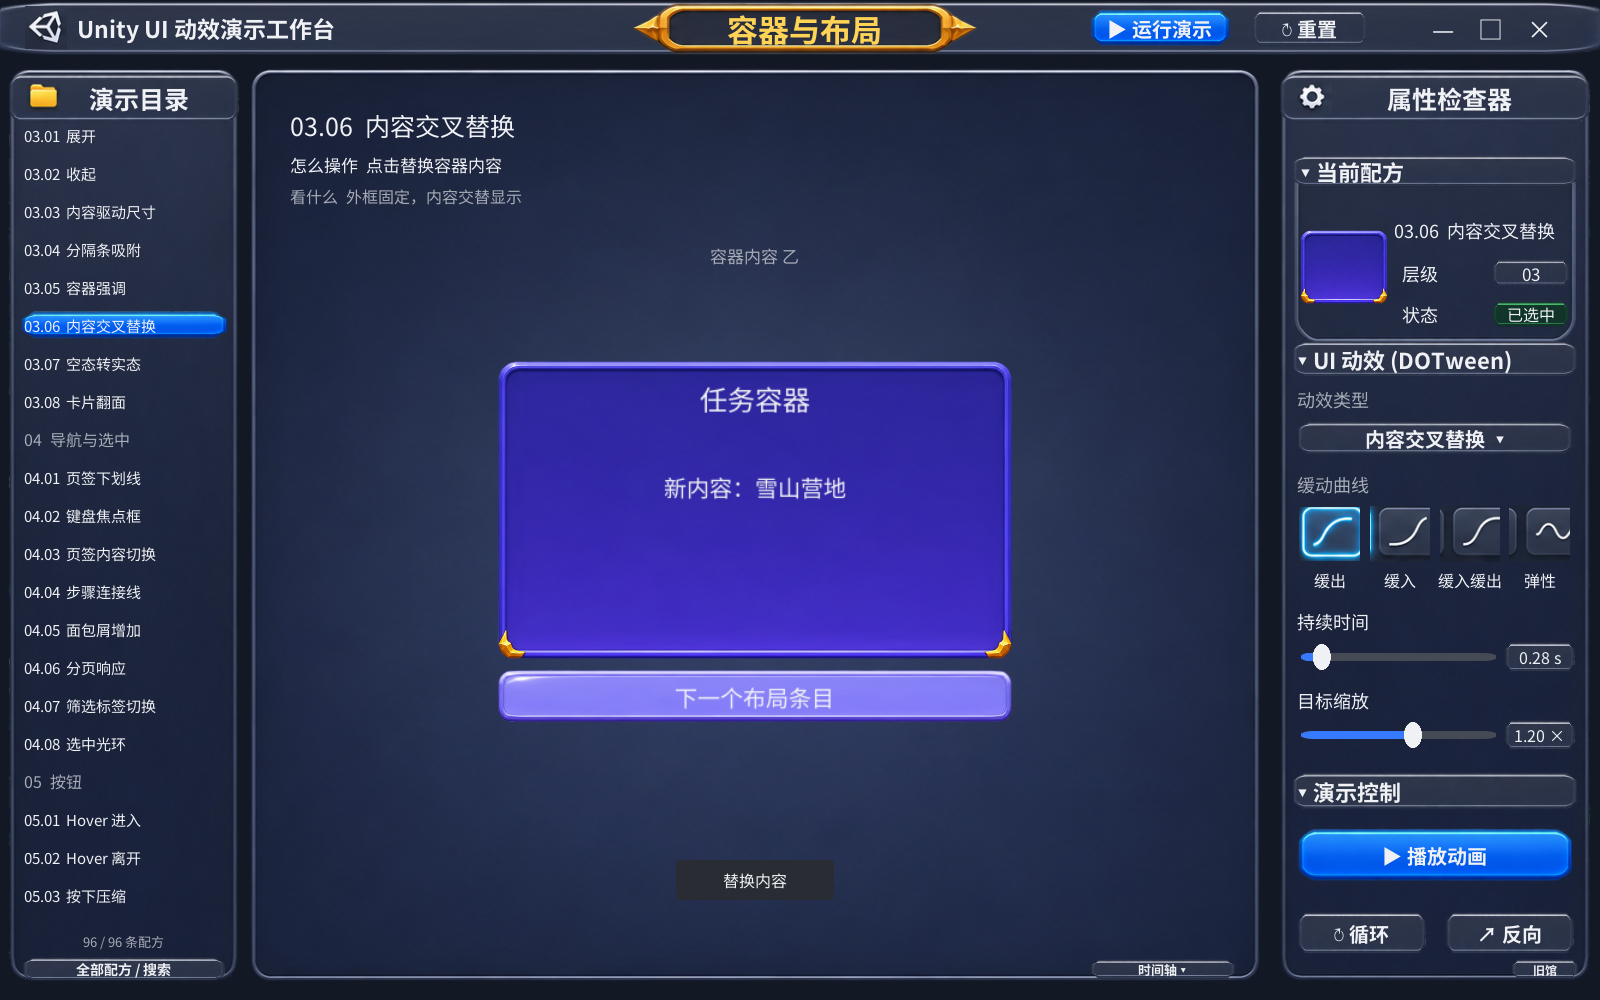 Unity UI 动效演示工作台
容器与布局
▶ 运行演示
重置
演示目录
03.01 展开
03.02 收起
03.03 内容驱动尺寸
03.04 分隔条吸附
03.05 容器强调
03.06 内容交叉替换
03.07 空态转实态
03.08 卡片翻面
04 导航与选中
04.01 页签下划线
04.02 键盘焦点框
04.03 页签内容切换
04.04 步骤连接线
04.05 面包屑增加
04.06 分页响应
04.07 筛选标签切换
04.08 选中光环
05 按钮
05.01 Hover 进入
05.02 Hover 离开
05.03 按下压缩
96 / 96 条配方
全部配方 / 搜索
03.06 内容交叉替换
怎么操作 点击替换容器内容
看什么 外框固定，内容交替显示
容器内容 乙
任务容器
新内容：雪山营地
下一个布局条目
替换内容
时间轴 ▾
属性检查器
▾ 当前配方
03.06 内容交叉替换
层级 03
状态 已选中
▾ UI 动效 (DOTween)
动效类型
内容交叉替换 ▾
缓动曲线
缓出 缓入 缓入缓出 弹性
持续时间
0.28 s
目标缩放
1.20 ×
▾ 演示控制
▶ 播放动画
循环
↗ 反向
旧馆